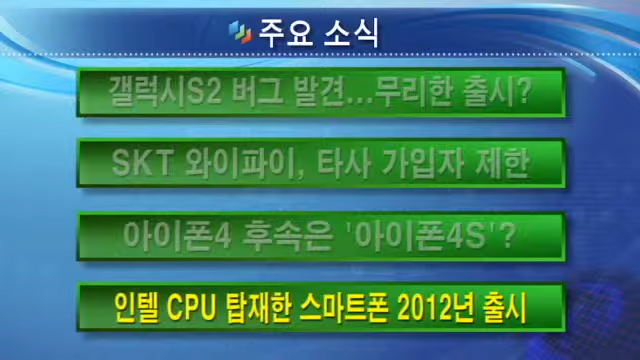 주요 소식
갤럭시S2 버그 발견...무리한 출시?
SKT 와이파이, 타사 가입자 제한
아이폰4 후속은 '아이폰4S'?
인텔 CPU 탑재한 스마트폰 2012년 출시